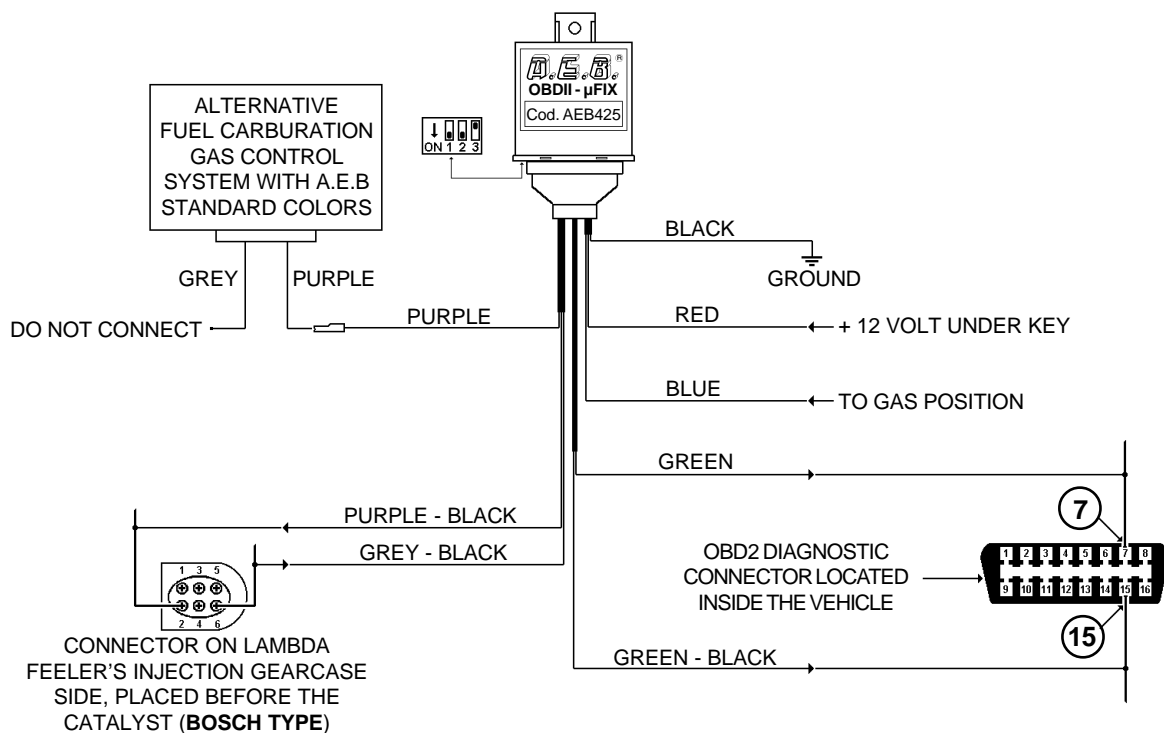 A.E.B.®
OBDII - µFIX
Cod. AEB425
ALTERNATIVE
FUEL CARBURATION
GAS CONTROL
SYSTEM WITH A.E.B
STANDARD COLORS
ON 1 2 3
GREY
PURPLE
DO NOT CONNECT
PURPLE
BLACK
GROUND
RED
+ 12 VOLT UNDER KEY
BLUE
TO GAS POSITION
GREEN
PURPLE - BLACK
GREY - BLACK
1 3 5
2 4 6
CONNECTOR ON LAMBDA
FEELER'S INJECTION GEARCASE
SIDE, PLACED BEFORE THE
CATALYST (BOSCH TYPE)
OBD2 DIAGNOSTIC
CONNECTOR LOCATED
INSIDE THE VEHICLE
7
1 2 3 4 5 6 7 8
9 10 11 12 13 14 15 16
15
GREEN - BLACK